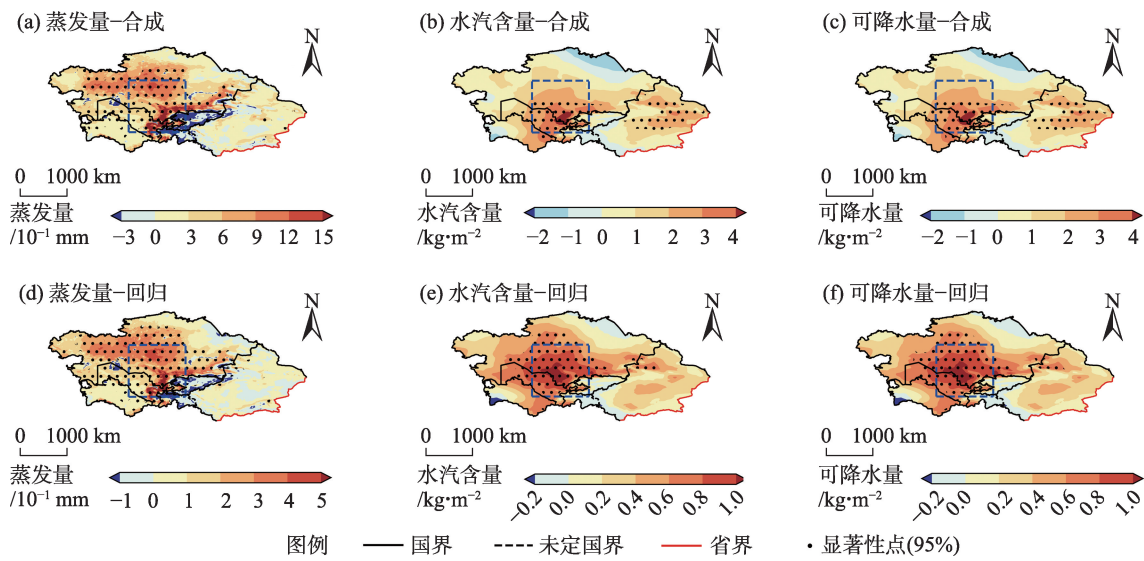 (a) 蒸发量−合成
N
0 1000 km
蒸发量
/10⁻¹ mm
−3 0 3 6 9 12 15
(b) 水汽含量−合成
N
0 1000 km
水汽含量
/kg•m⁻²
−2 −1 0 1 2 3 4
(c) 可降水量−合成
N
0 1000 km
可降水量
/kg•m⁻²
−2 −1 0 1 2 3 4
(d) 蒸发量−回归
N
0 1000 km
蒸发量
/10⁻¹ mm
−1 0 1 2 3 4 5
(e) 水汽含量−回归
N
0 1000 km
水汽含量
/kg•m⁻²
−0.2 0.0 0.2 0.4 0.6 0.8 1.0
(f) 可降水量−回归
N
0 1000 km
可降水量
/kg•m⁻²
−0.2 0.0 0.2 0.4 0.6 0.8 1.0
图例 国界 未定国界 省界 显著性点(95%)